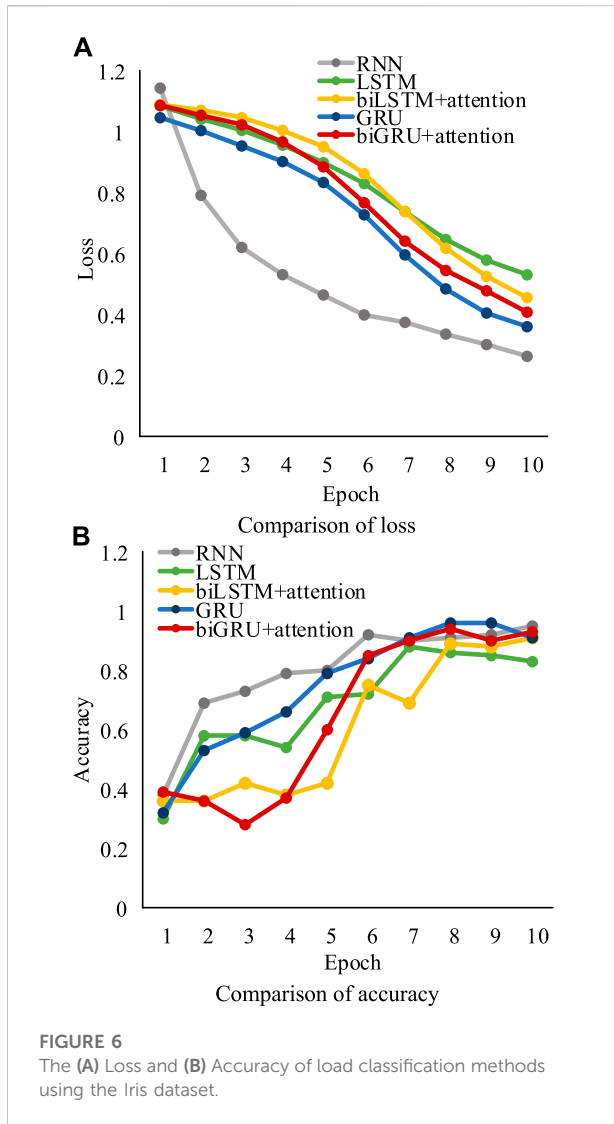 A
RNN
LSTM
biLSTM+attention
GRU
biGRU+attention
1.2
1
0.8
0.6
0.4
0.2
0
Loss
1 2 3 4 5 6 7 8 9 10
Epoch
Comparison of loss
B
RNN
LSTM
biLSTM+attention
GRU
biGRU+attention
1.2
1
0.8
0.6
0.4
0.2
0
Accuracy
1 2 3 4 5 6 7 8 9 10
Epoch
Comparison of accuracy
FIGURE 6
The (A) Loss and (B) Accuracy of load classification methods
using the Iris dataset.